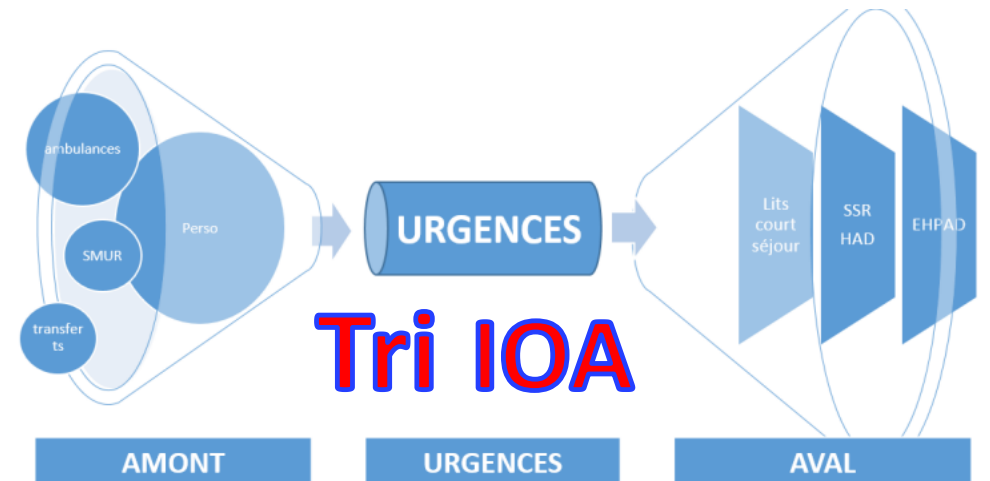 ambulances
Perso
SMUR
transfer
ts
URGENCES
Tri IOA
Lits
court
séjour
SSR
HAD
EHPAD
AMONT
URGENCES
AVAL